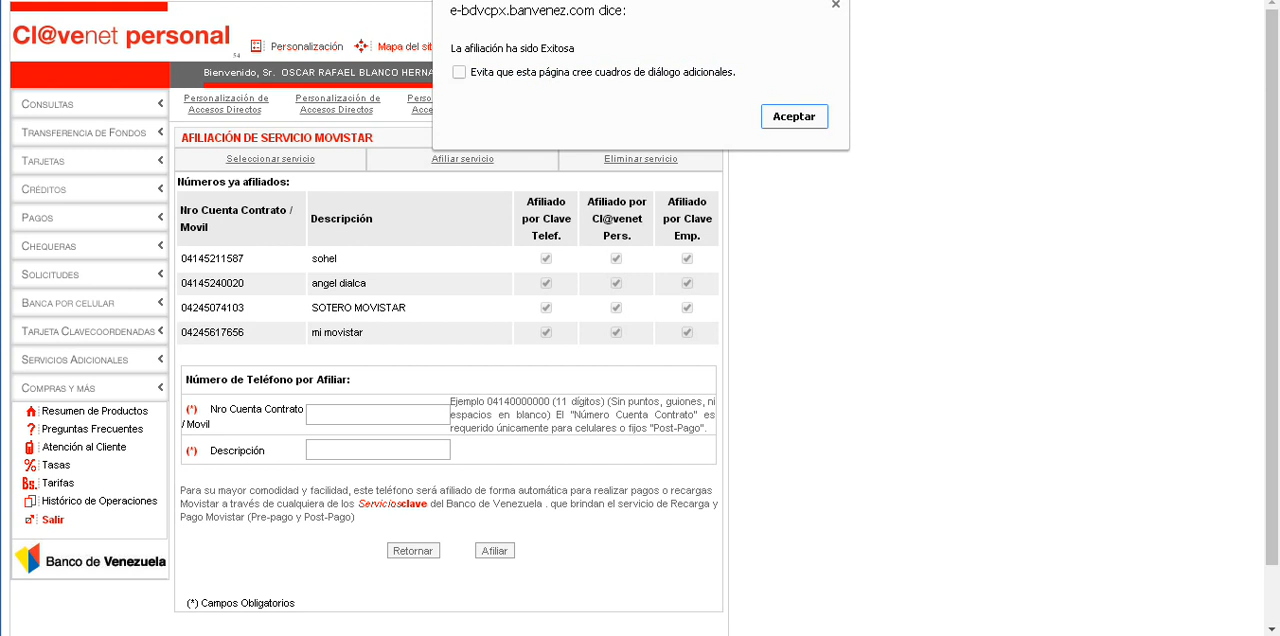 e-bdvcpx.banvenez.com dice:
×
La afiliación ha sido Exitosa
Evita que esta página cree cuadros de diálogo adicionales.
Aceptar
Cl@venet personal
54
Personalización
Mapa del sit
Bienvenido, Sr. OSCAR RAFAEL BLANCO HERNA
Personalización de
Accesos Directos
Personalización de
Accesos Directos
Perso
Acce
CONSULTAS
TRANSFERENCIA DE FONDOS
TARJETAS
CRÉDITOS
PAGOS
CHEQUERAS
SOLICITUDES
BANCA POR CELULAR
TARJETA CLAVECOORDENADAS
SERVICIOS ADICIONALES
COMPRAS Y MÁS
Resumen de Productos
Preguntas Frecuentes
Atención al Cliente
Tasas
Bs. Tarifas
Histórico de Operaciones
Salir
Banco de Venezuela
AFILIACIÓN DE SERVICIO MOVISTAR
Seleccionar servicio
Afiliar servicio
Eliminar servicio
Números ya afiliados:
Nro Cuenta Contrato /
Movil
Descripción
Afiliado
por Clave
Telef.
Afiliado por
Cl@venet
Pers.
Afiliado
por Clave
Emp.
04145211587 sohel
04145240020 angel dialca
04245074103 SOTERO MOVISTAR
04245617656 mi movistar
Número de Teléfono por Afiliar:
(*) Nro Cuenta Contrato
/ Movil
Ejemplo 04140000000 (11 dígitos) (Sin puntos, guiones, ni
espacios en blanco) El "Número Cuenta Contrato" es
requerido únicamente para celulares o fijos "Post-Pago".
(*) Descripción
Para su mayor comodidad y facilidad, este teléfono será afiliado de forma automática para realizar pagos o recargas
Movistar a través de cualquiera de los Serviciosclave del Banco de Venezuela . que brindan el servicio de Recarga y
Pago Movistar (Pre-pago y Post-Pago)
Retornar
Afiliar
(*) Campos Obligatorios